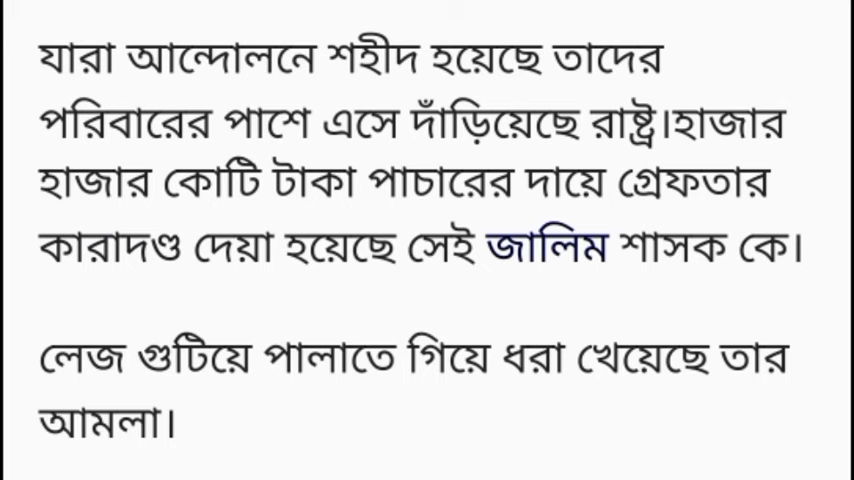 যারা আন্দোলনে শহীদ হয়েছে তাদের
পরিবারের পাশে এসে দাঁড়িয়েছে রাষ্ট্র।হাজার
হাজার কোটি টাকা পাচারের দায়ে গ্রেফতার
কারাদণ্ড দেয়া হয়েছে সেই জালিম শাসক কে।
লেজ গুটিয়ে পালাতে গিয়ে ধরা খেয়েছে তার
আমলা।